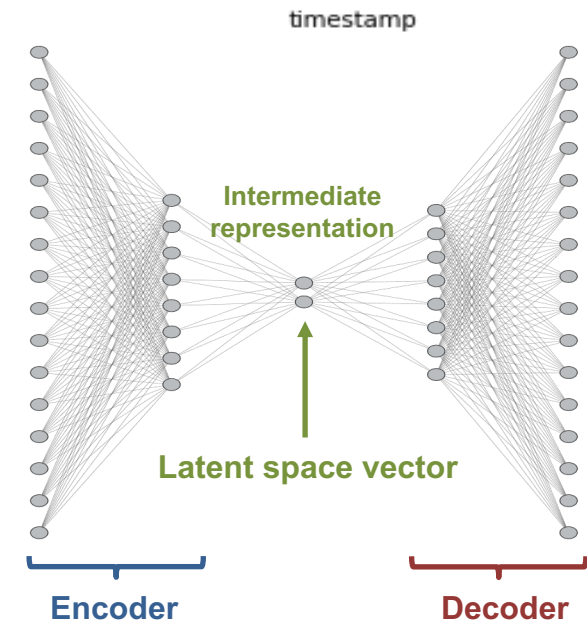 timestamp
Intermediate
representation
Latent space vector
Encoder
Decoder